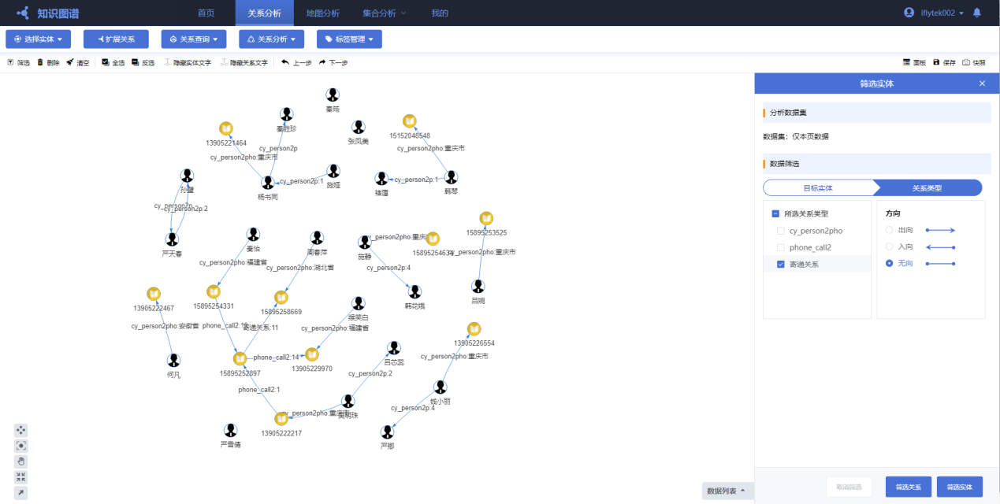 知识图谱
首页
关系分析
地图分析
集合分析
我的
iflytek002
选择实体
扩展关系
关系查询
关系分析
标签管理
筛选
删除
清空
全选
反选
隐藏实体文字
隐藏关系文字
上一步
下一步
面板
保存
快照
筛选实体
分析数据集
数据集：仅本页数据
数据筛选
目标实体
关系类型
所选关系类型
cy_person2pho
phone_call2
寄递关系
方向
出向
入向
无向
取消筛选
筛选关系
筛选实体
数据列表
秦筠
秦胜珍
张凤美
13905221464
15152048548
cy_person2p
cy_person2pho:重庆市
cy_person2pho:重庆市
施娅
cy_person2p:1
杨书同
cy_person2p:1
韩琴
孙璧
cy_person2p:2
严天春
秦怡
周春萍
施静
cy_person2pho:重庆
15895254634
15895253525
cy_person2pho:重庆市
cy_person2pho:福建省
cy_person2pho:湖北省
cy_person2p:4
吕婉
韩花娥
13905222467
15895254331
15895258669
cy_person2pho:安徽省
phone_call2:
寄递关系:11
cy_person2pho:福建省
13905226554
cy_person2pho:重庆市
phone_call2:14
吕芯蕊
何凡
15895252897
13905229970
cy_person2p:2
phone_call2:1
cy_person2pho:重庆市
钱小丽
cy_person2p:4
13905222217
严雪倩
严卿